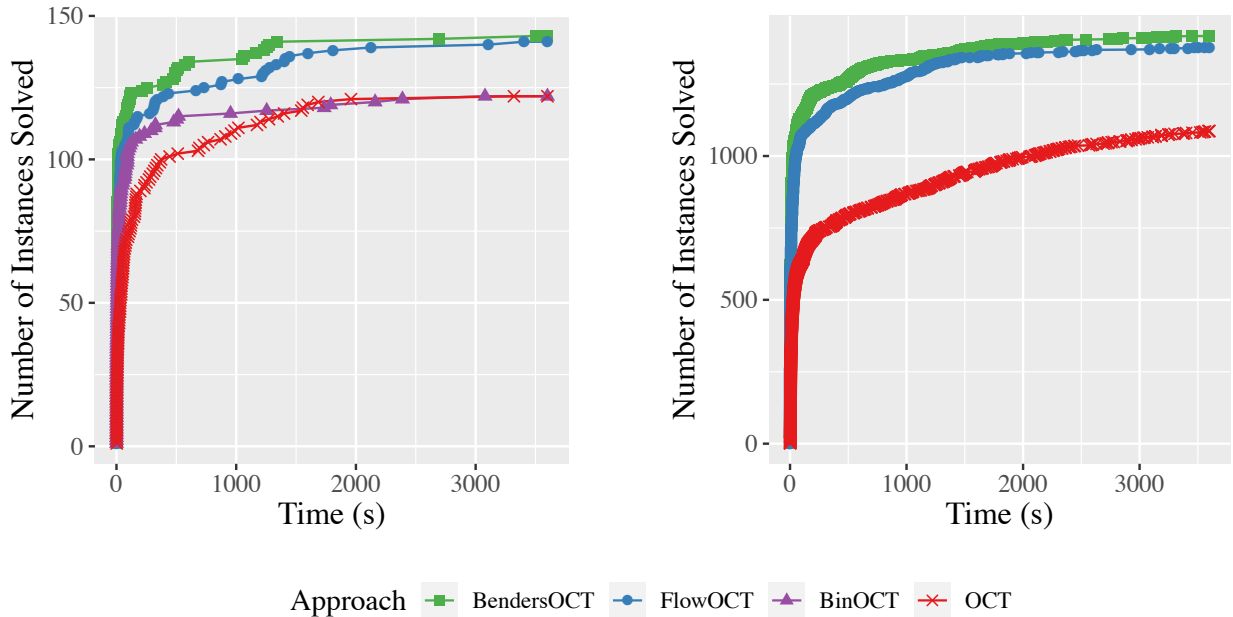 Number of Instances Solved
150
100
50
0
0 1000 2000 3000
Time (s)
Number of Instances Solved
1000
500
0
0 1000 2000 3000
Time (s)
Approach BendersOCT FlowOCT BinOCT OCT